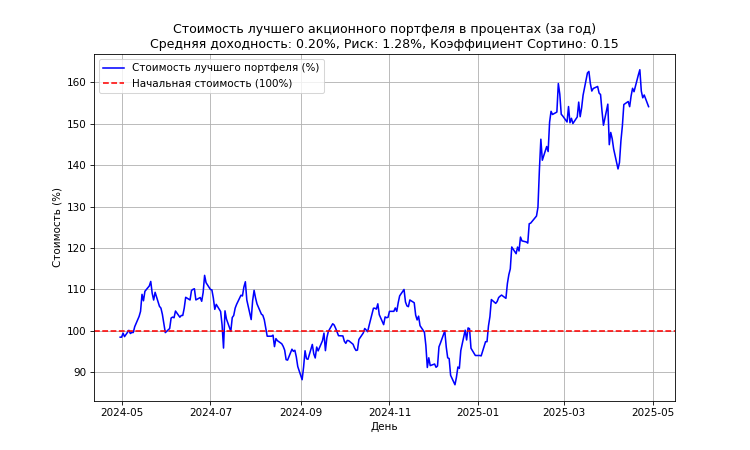 Стоимость лучшего акционного портфеля в процентах (за год)
Средняя доходность: 0.20%, Риск: 1.28%, Коэффициент Сортино: 0.15
Стоимость лучшего портфеля (%)
Начальная стоимость (100%)
Стоимость (%)
160
150
140
130
120
110
100
90
2024-05 2024-07 2024-09 2024-11 2025-01 2025-03 2025-05
День